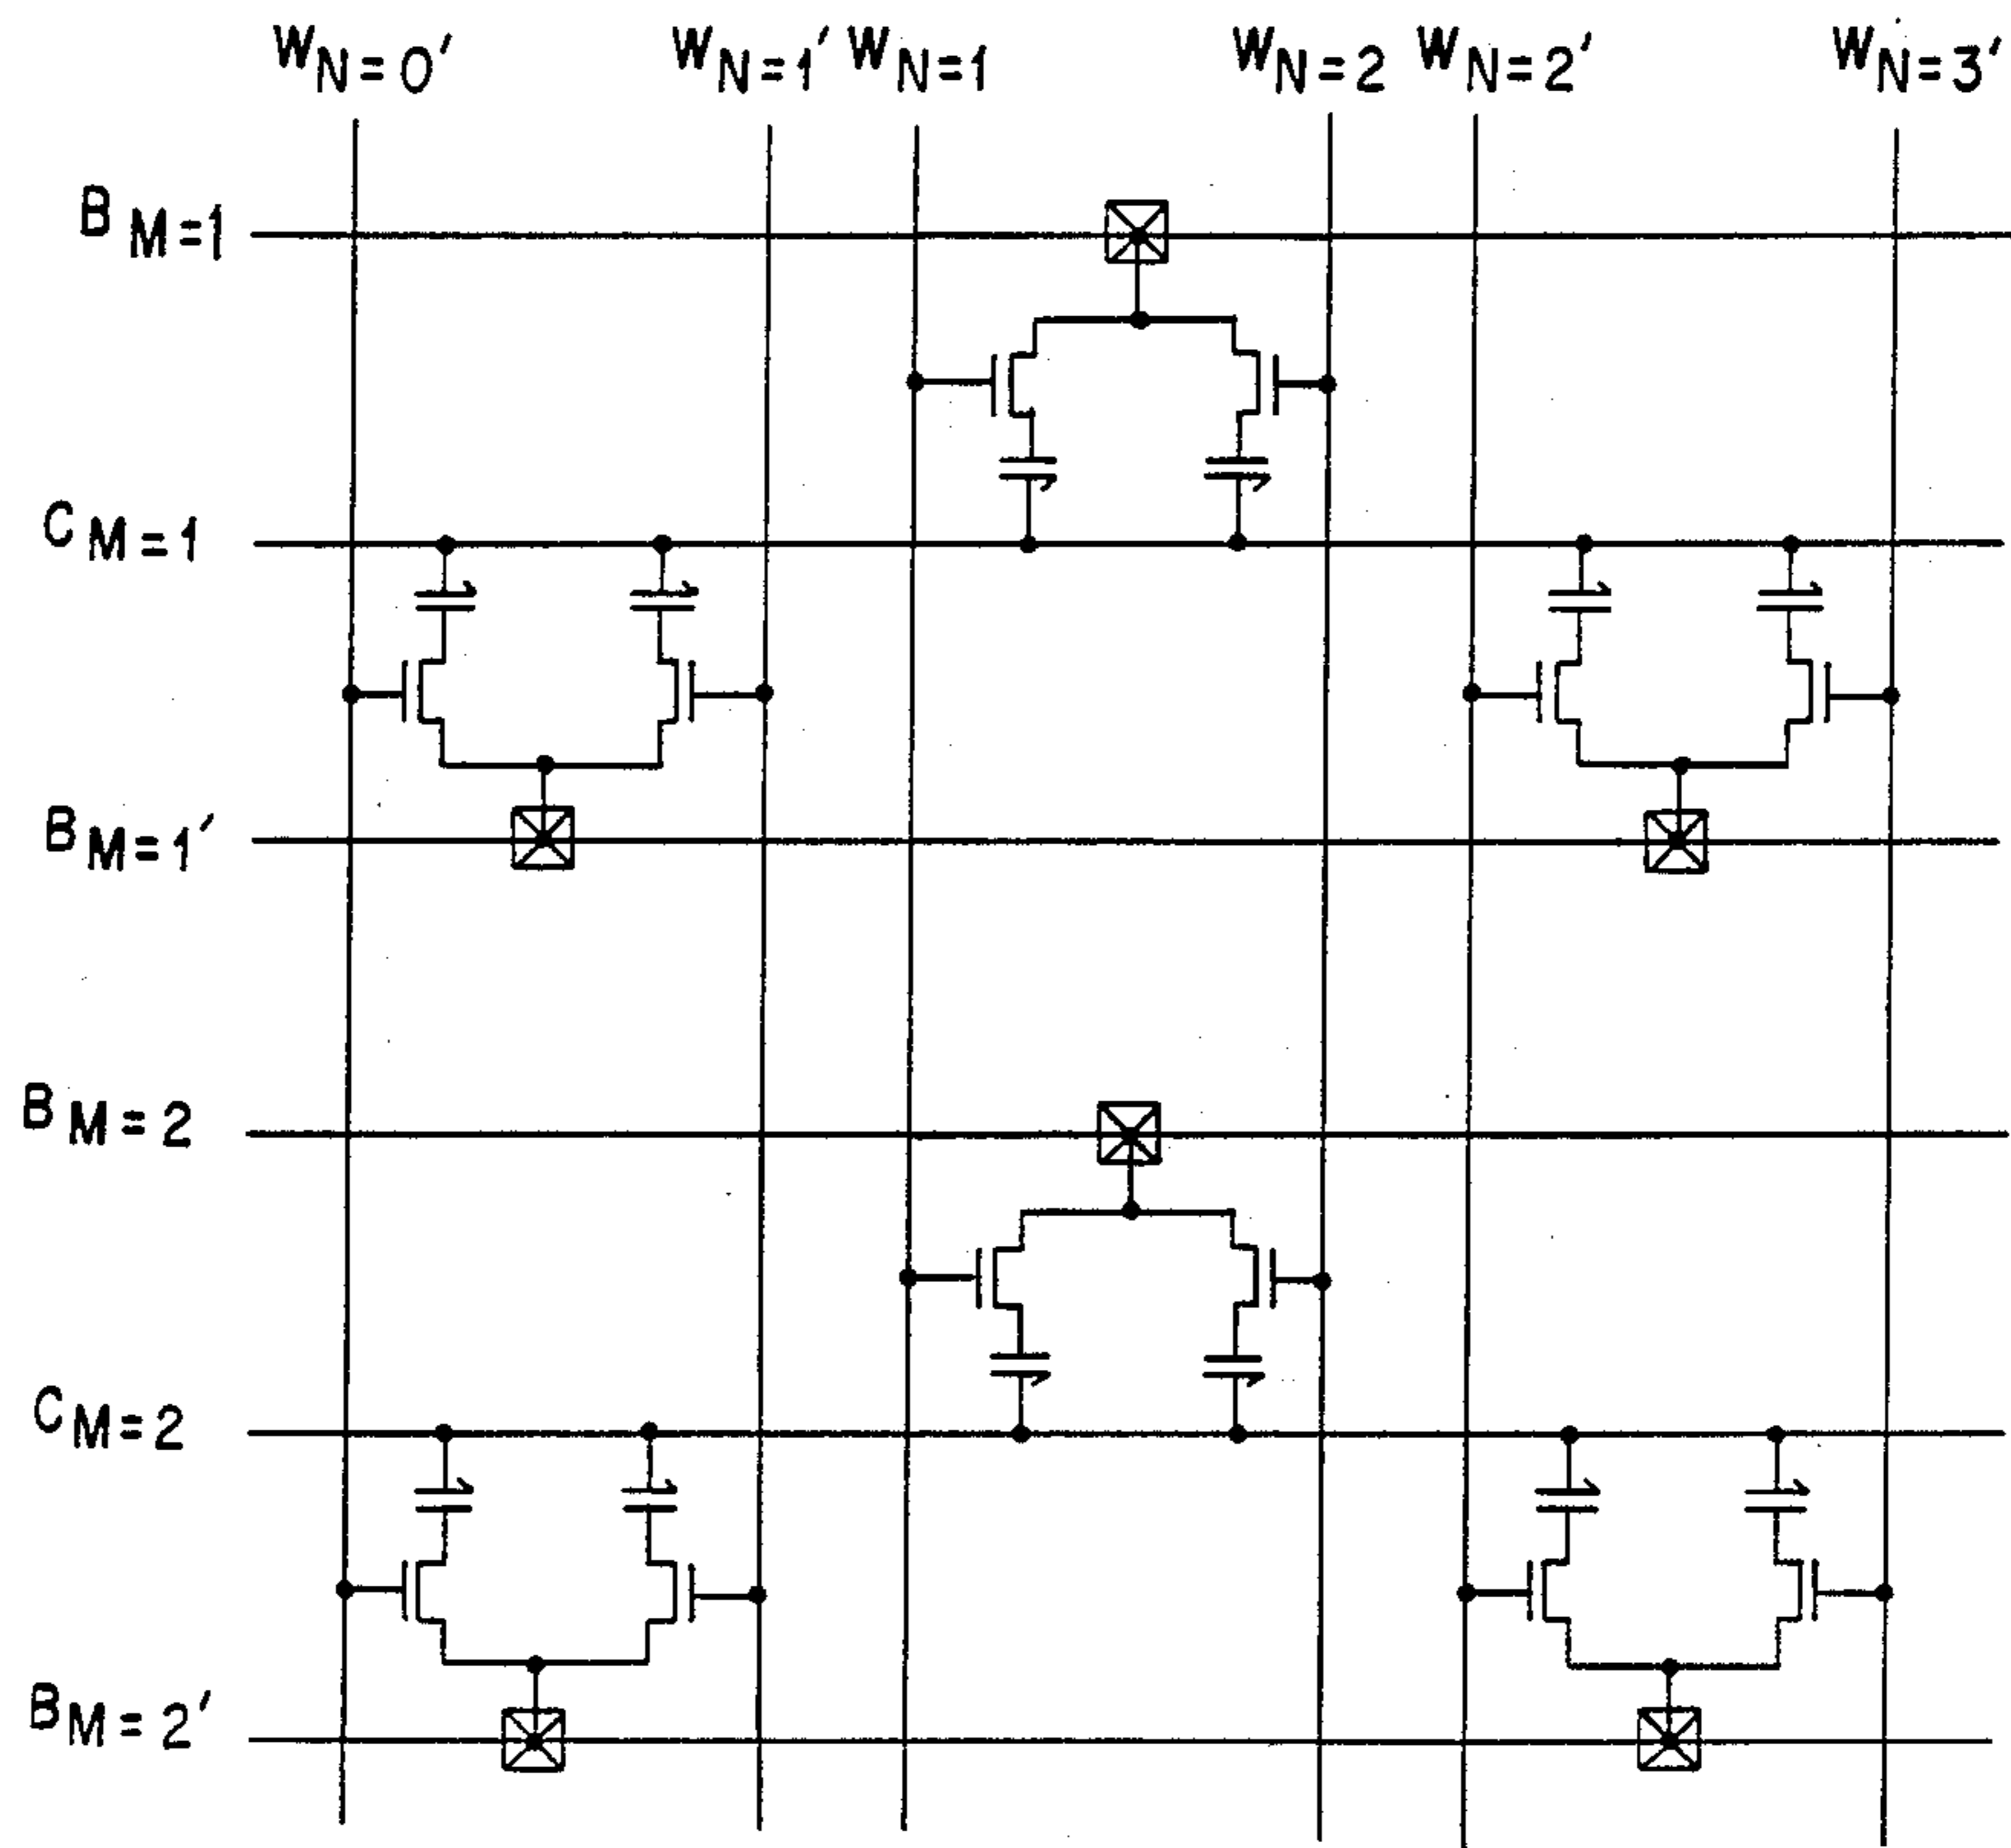 W N=0′ W N=1′ W N=1 W N=2 W N=2′ W N=3′
B M=1
C M=1
B M=1′
B M=2
C M=2
B M=2′